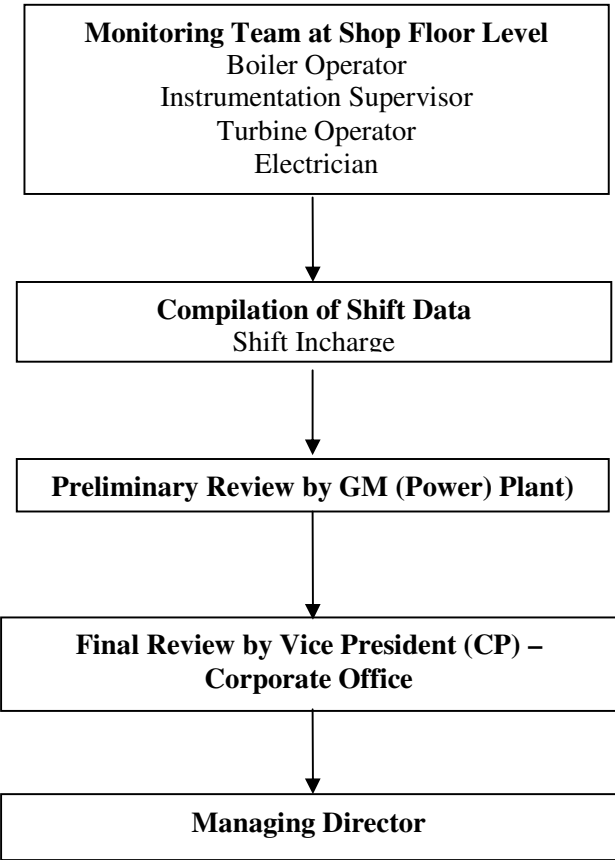 Monitoring Team at Shop Floor Level
Boiler Operator
Instrumentation Supervisor
Turbine Operator
Electrician
Compilation of Shift Data
Shift Incharge
Preliminary Review by GM (Power) Plant)
Final Review by Vice President (CP) –
Corporate Office
Managing Director